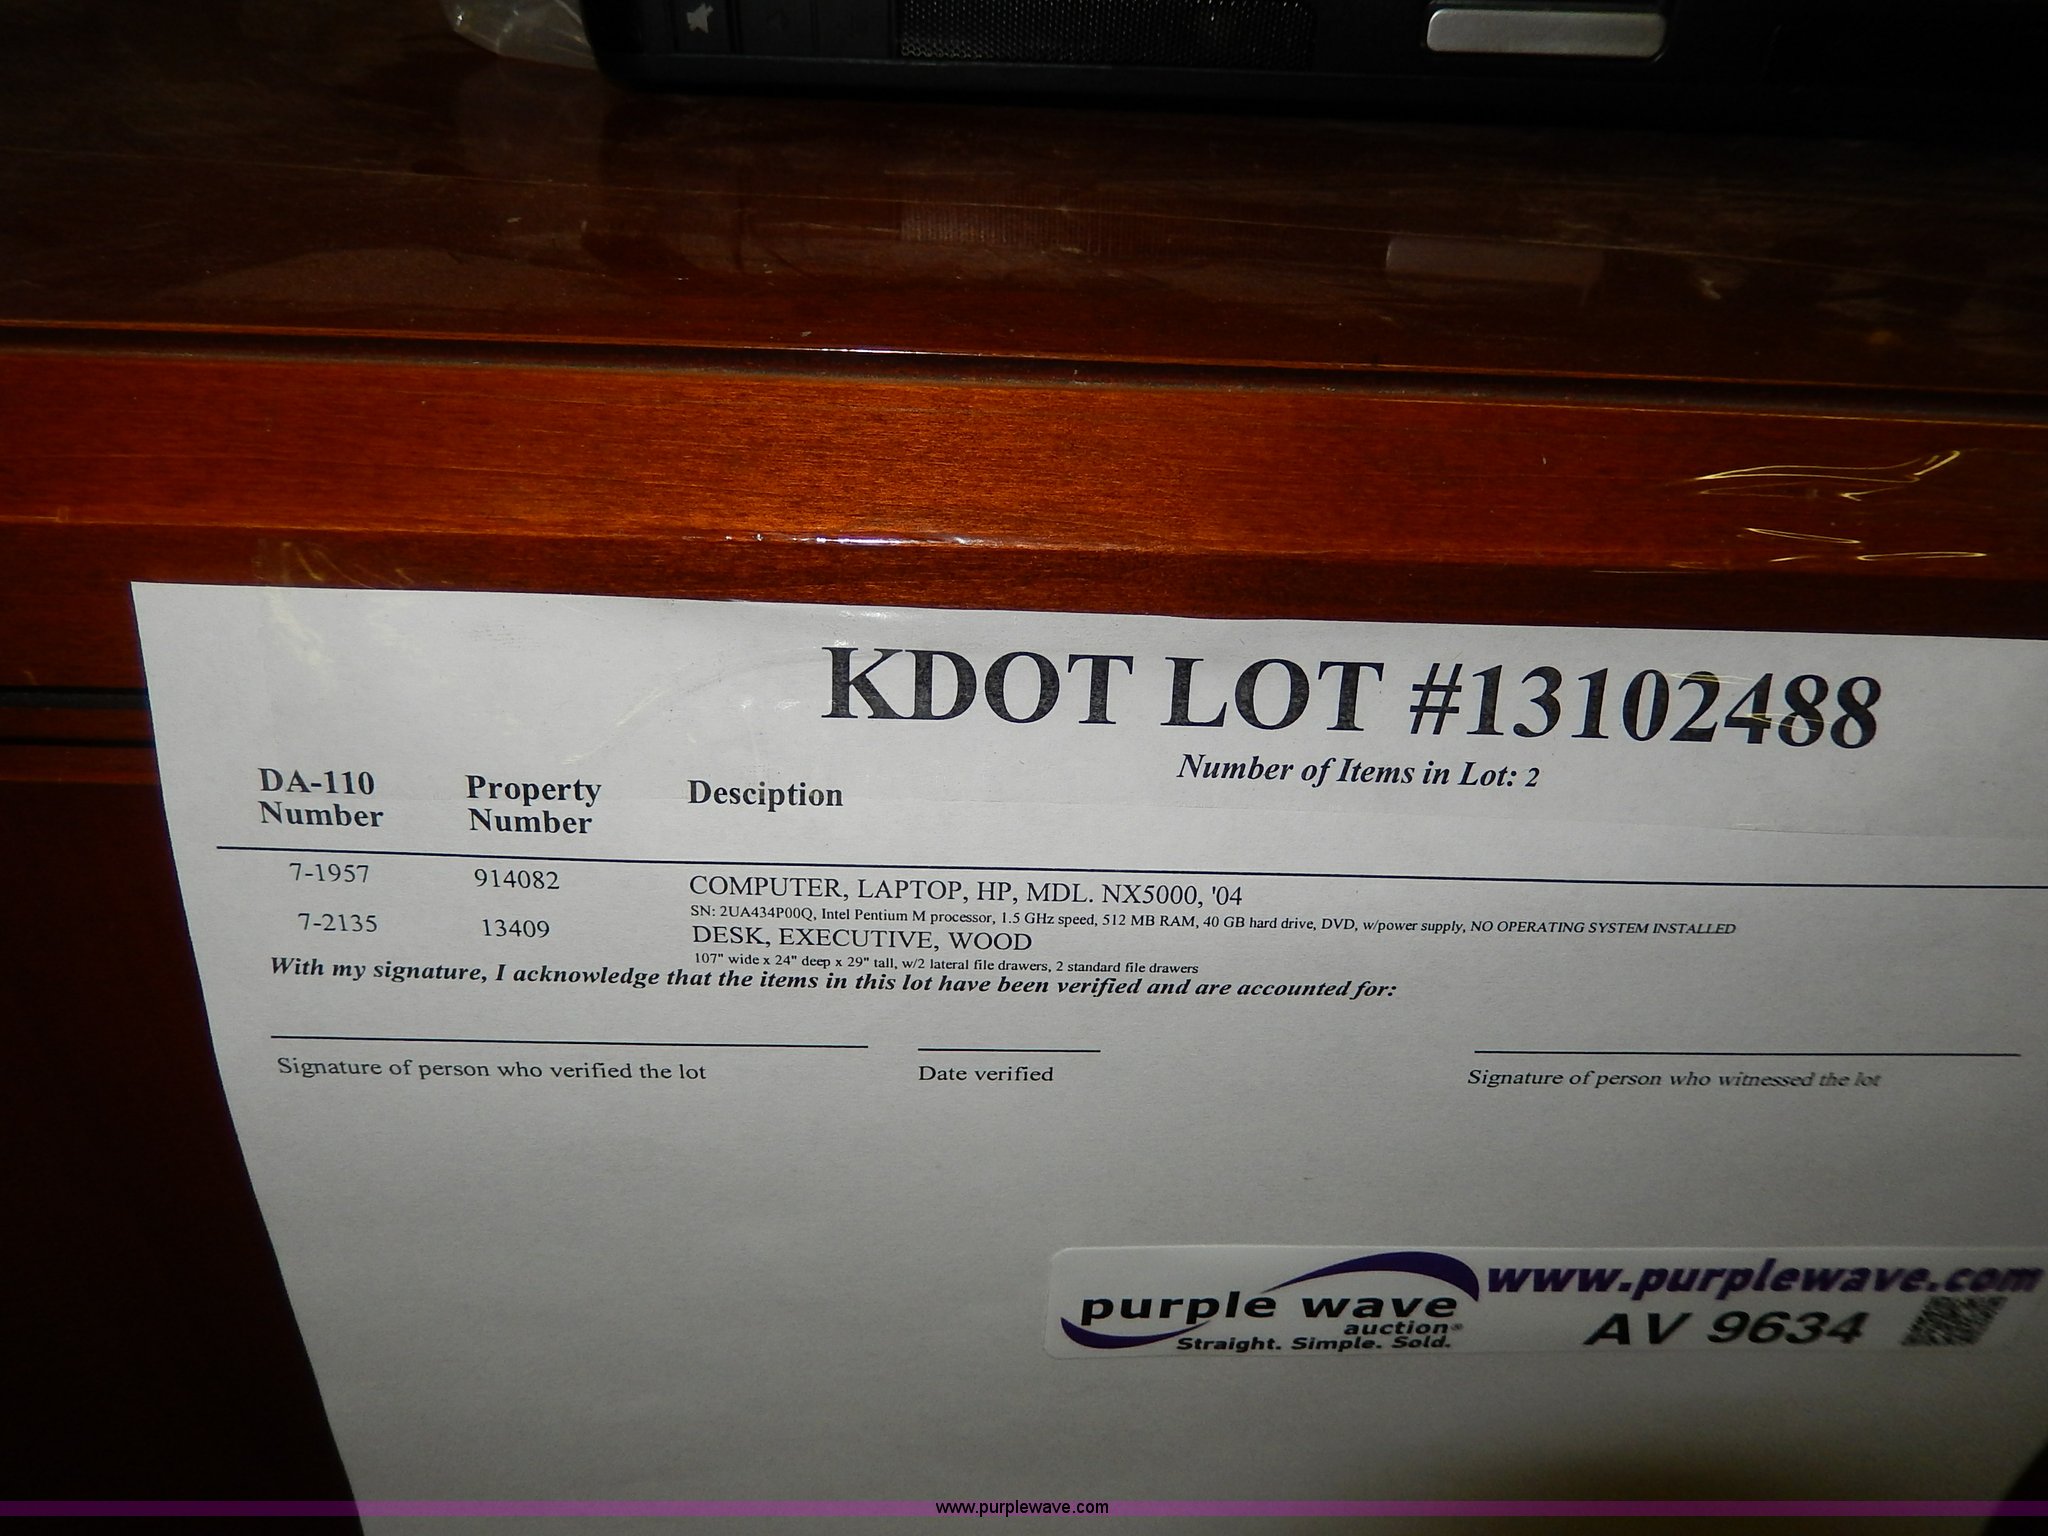 KDOT LOT #13102488
Number of Items in Lot: 2
DA-110 Number
Property Number
Desciption
7-1957 914082 COMPUTER, LAPTOP, HP, MDL. NX5000, '04
SN: 2UA434P00Q, Intel Pentium M processor, 1.5 GHz speed, 512 MB RAM, 40 GB hard drive, DVD, w/power supply, NO OPERATING SYSTEM INSTALLED
7-2135 13409 DESK, EXECUTIVE, WOOD
107" wide x 24" deep x 29" tall, w/2 lateral file drawers, 2 standard file drawers
With my signature, I acknowledge that the items in this lot have been verified and are accounted for:
Signature of person who verified the lot
Date verified
Signature of person who witnessed the lot
purple wave
auction®
Straight. Simple. Sold.
www.purplewave.com
AV 9634
www.purplewave.com